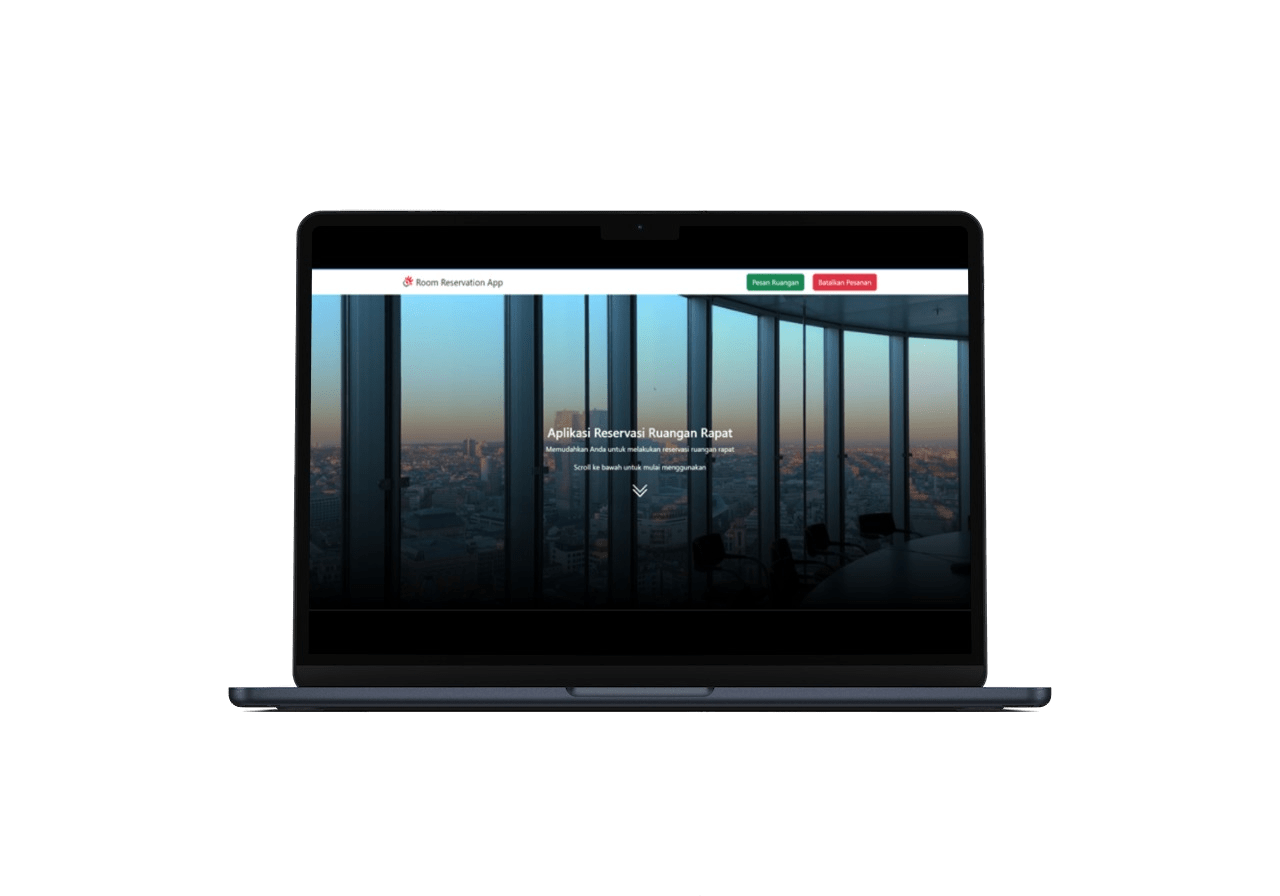 Room Reservation App
Pesan Ruangan
Batalkan Pesanan
Aplikasi Reservasi Ruangan Rapat
Memudahkan Anda untuk melakukan reservasi ruangan rapat
Scroll ke bawah untuk mulai menggunakan